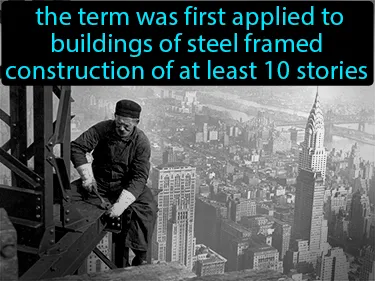 the term was first applied to
buildings of steel framed
construction of at least 10 stories